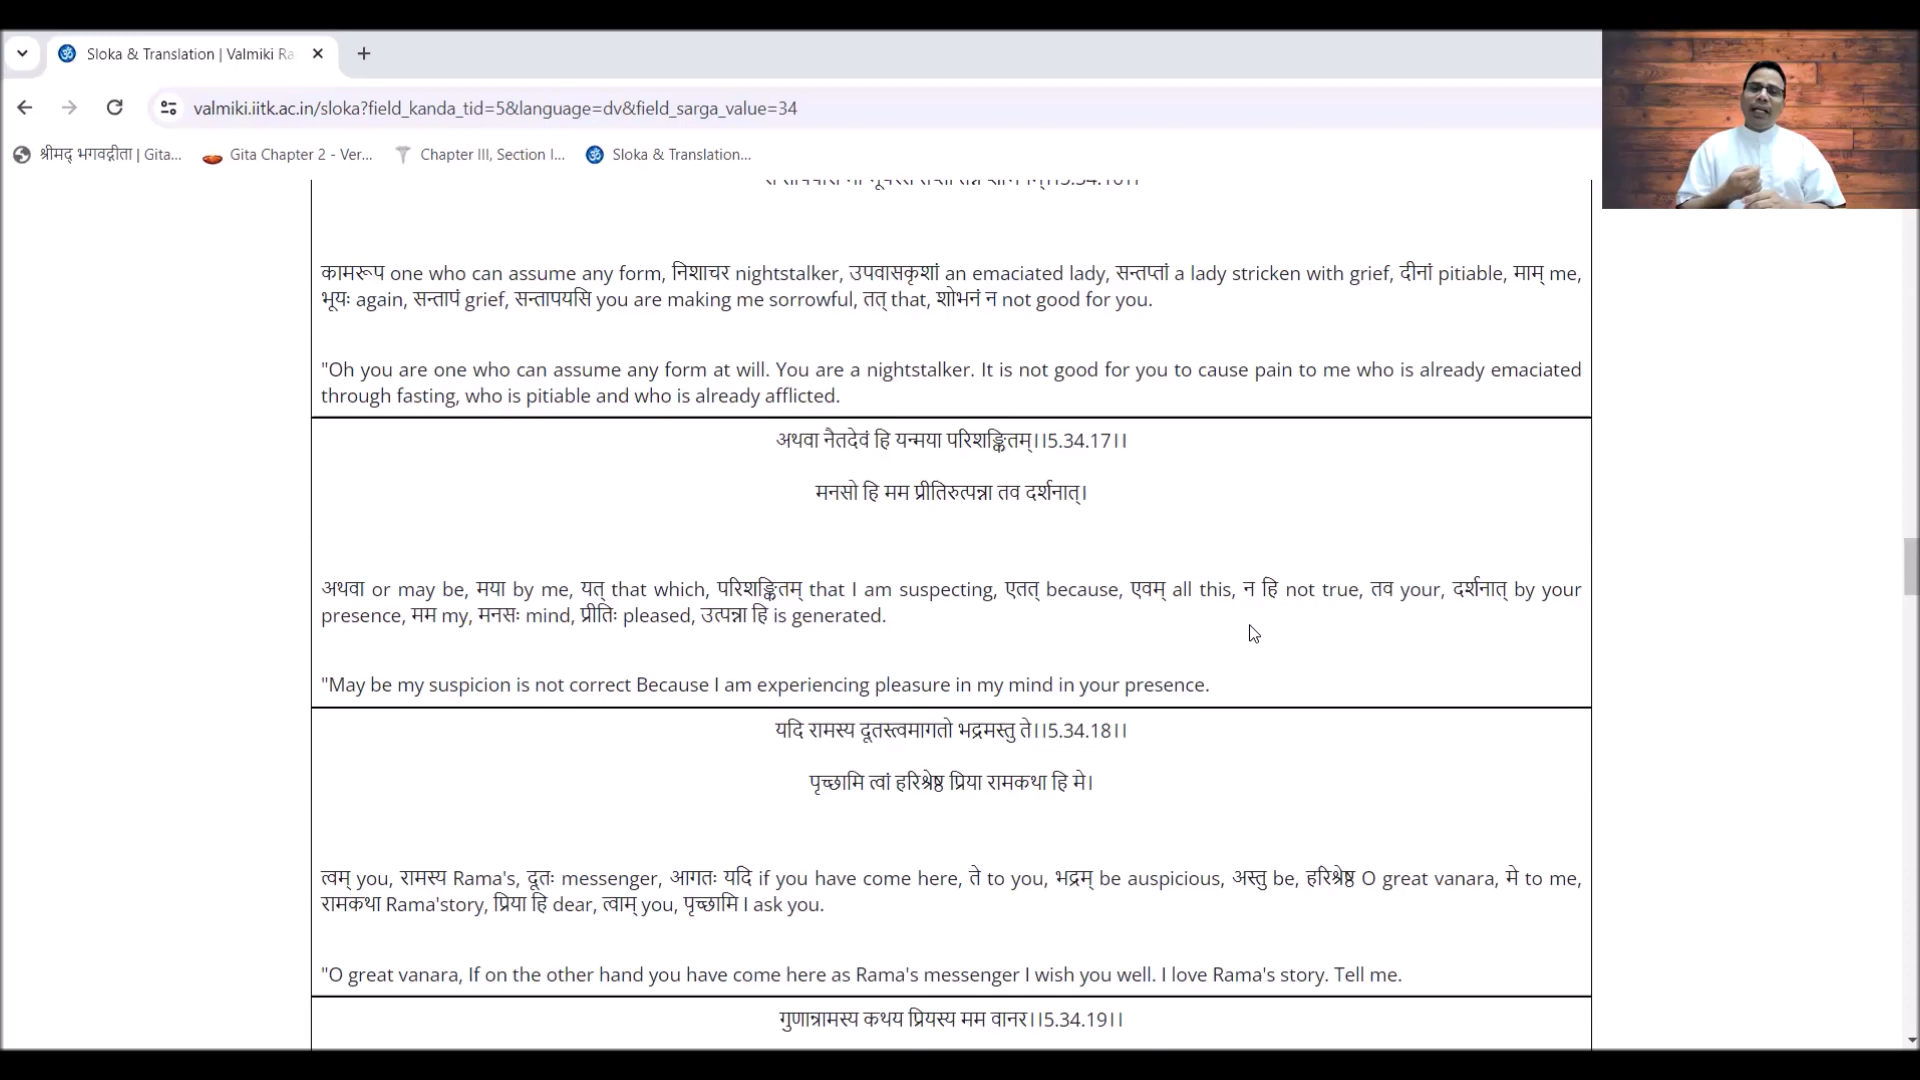 Sloka & Translation | Valmiki Ra
valmiki.iitk.ac.in/sloka?field_kanda_tid=5&language=dv&field_sarga_value=34
श्रीमद् भगवद्गीता | Gita...
Gita Chapter 2 - Ver...
Chapter III, Section I...
Sloka & Translation...
कामरूप one who can assume any form, निशाचर nightstalker, उपवासकृशां an emaciated lady, सन्तप्तां a lady stricken with grief, दीनां pitiable, माम् me,
भूयः again, सन्तापं grief, सन्तापयसि you are making me sorrowful, तत् that, शोभनं न not good for you.
"Oh you are one who can assume any form at will. You are a nightstalker. It is not good for you to cause pain to me who is already emaciated
through fasting, who is pitiable and who is already afflicted.
अथवा नैतदेवं हि यन्मया परिशङ्कितम्।।5.34.17।।
मनसो हि मम प्रीतिरुत्पन्ना तव दर्शनात्।
अथवा or may be, मया by me, यत् that which, परिशङ्कितम् that I am suspecting, एतत् because, एवम् all this, न हि not true, तव your, दर्शनात् by your
presence, मम my, मनसः mind, प्रीतिः pleased, उत्पन्ना हि is generated.
"May be my suspicion is not correct Because I am experiencing pleasure in my mind in your presence.
यदि रामस्य दूतस्त्वमागतो भद्रमस्तु ते।।5.34.18।।
पृच्छामि त्वां हरिश्रेष्ठ प्रिया रामकथा हि मे।
त्वम् you, रामस्य Rama's, दूतः messenger, आगतः यदि if you have come here, ते to you, भद्रम् be auspicious, अस्तु be, हरिश्रेष्ठ O great vanara, मे to me,
रामकथा Rama'story, प्रिया हि dear, त्वाम् you, पृच्छामि I ask you.
"O great vanara, If on the other hand you have come here as Rama's messenger I wish you well. I love Rama's story. Tell me.
गुणान्रामस्य कथय प्रियस्य मम वानर।।5.34.19।।